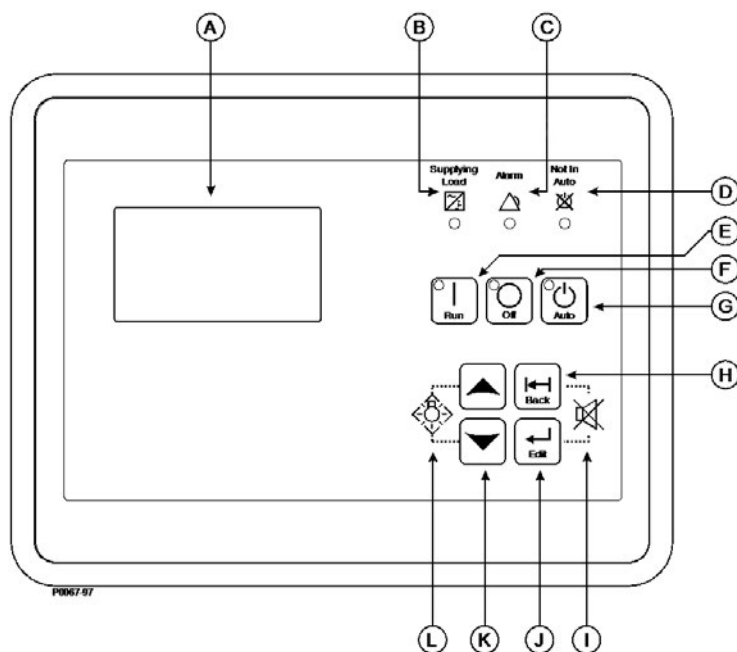 A
B
C
Supplying
Load
Alarm
Not In
Auto
D
E
F
Run
Off
Auto
G
H
Back
Edit
P0067-97
L
K
J
I